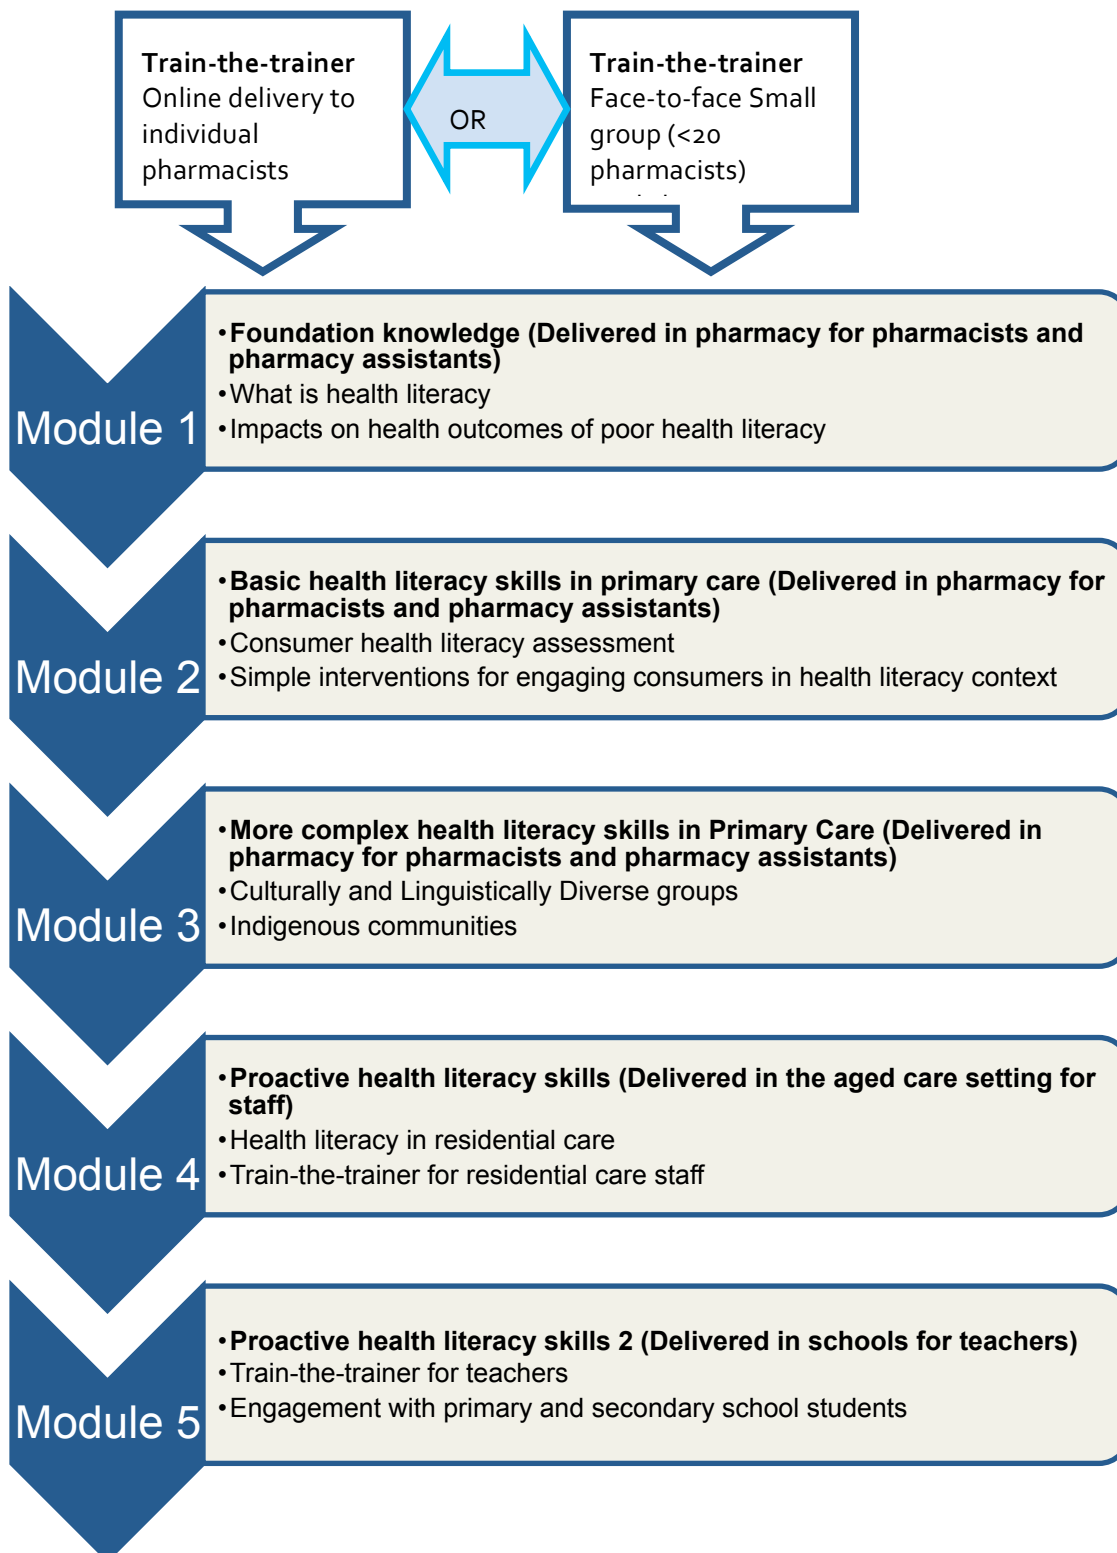 Train-the-trainer
Online delivery to
individual
pharmacists
OR
Train-the-trainer
Face-to-face Small
group (<20
pharmacists)
Module 1
•Foundation knowledge (Delivered in pharmacy for pharmacists and
pharmacy assistants)
•What is health literacy
•Impacts on health outcomes of poor health literacy
Module 2
•Basic health literacy skills in primary care (Delivered in pharmacy for
pharmacists and pharmacy assistants)
•Consumer health literacy assessment
•Simple interventions for engaging consumers in health literacy context
Module 3
•More complex health literacy skills in Primary Care (Delivered in
pharmacy for pharmacists and pharmacy assistants)
•Culturally and Linguistically Diverse groups
•Indigenous communities
Module 4
•Proactive health literacy skills (Delivered in the aged care setting for
staff)
•Health literacy in residential care
•Train-the-trainer for residential care staff
Module 5
•Proactive health literacy skills 2 (Delivered in schools for teachers)
•Train-the-trainer for teachers
•Engagement with primary and secondary school students